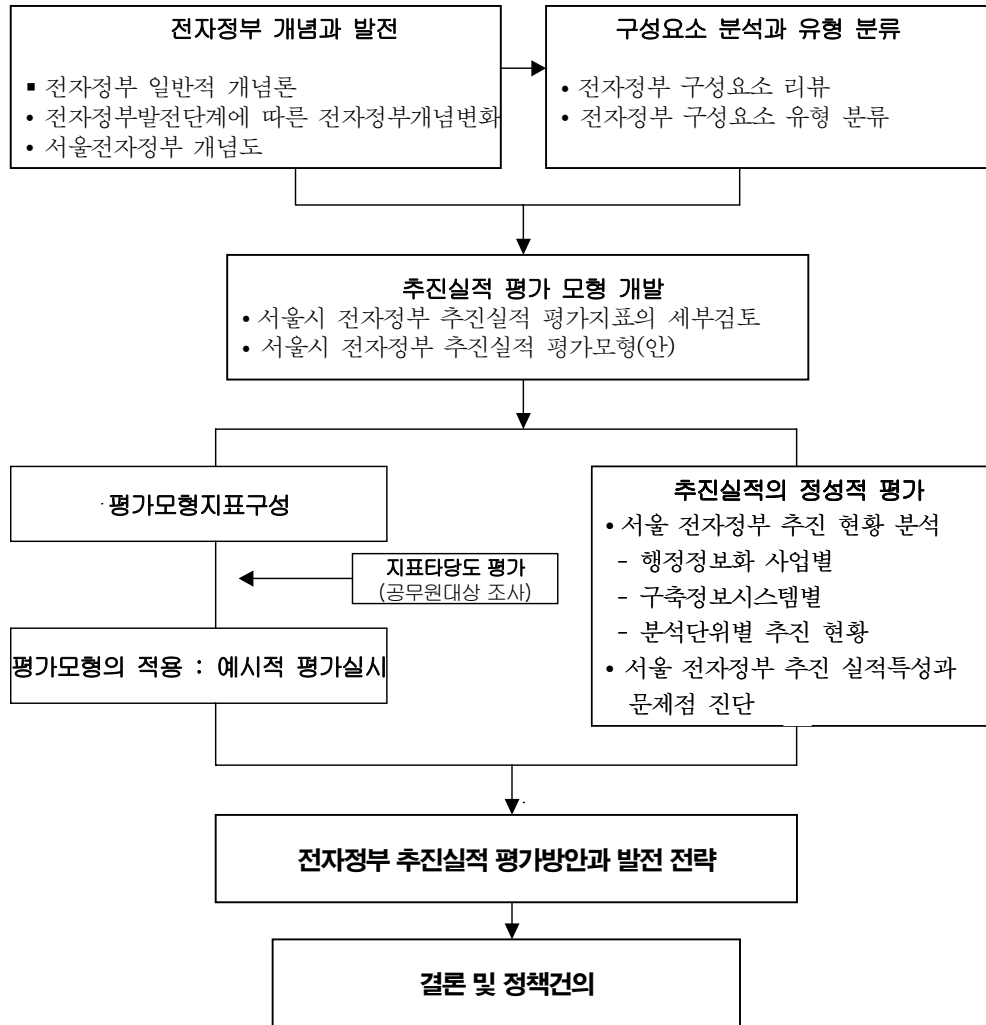 전자정부 개념과 발전
▪ 전자정부 일반적 개념론
• 전자정부발전단계에 따른 전자정부개념변화
• 서울전자정부 개념도
구성요소 분석과 유형 분류
• 전자정부 구성요소 리뷰
• 전자정부 구성요소 유형 분류
추진실적 평가 모형 개발
• 서울시 전자정부 추진실적 평가지표의 세부검토
• 서울시 전자정부 추진실적 평가모형(안)
평가모형지표구성
지표타당도 평가
(공무원대상 조사)
평가모형의 적용 : 예시적 평가실시
추진실적의 정성적 평가
• 서울 전자정부 추진 현황 분석
- 행정정보화 사업별
- 구축정보시스템별
- 분석단위별 추진 현황
• 서울 전자정부 추진 실적특성과
문제점 진단
전자정부 추진실적 평가방안과 발전 전략
결론 및 정책건의